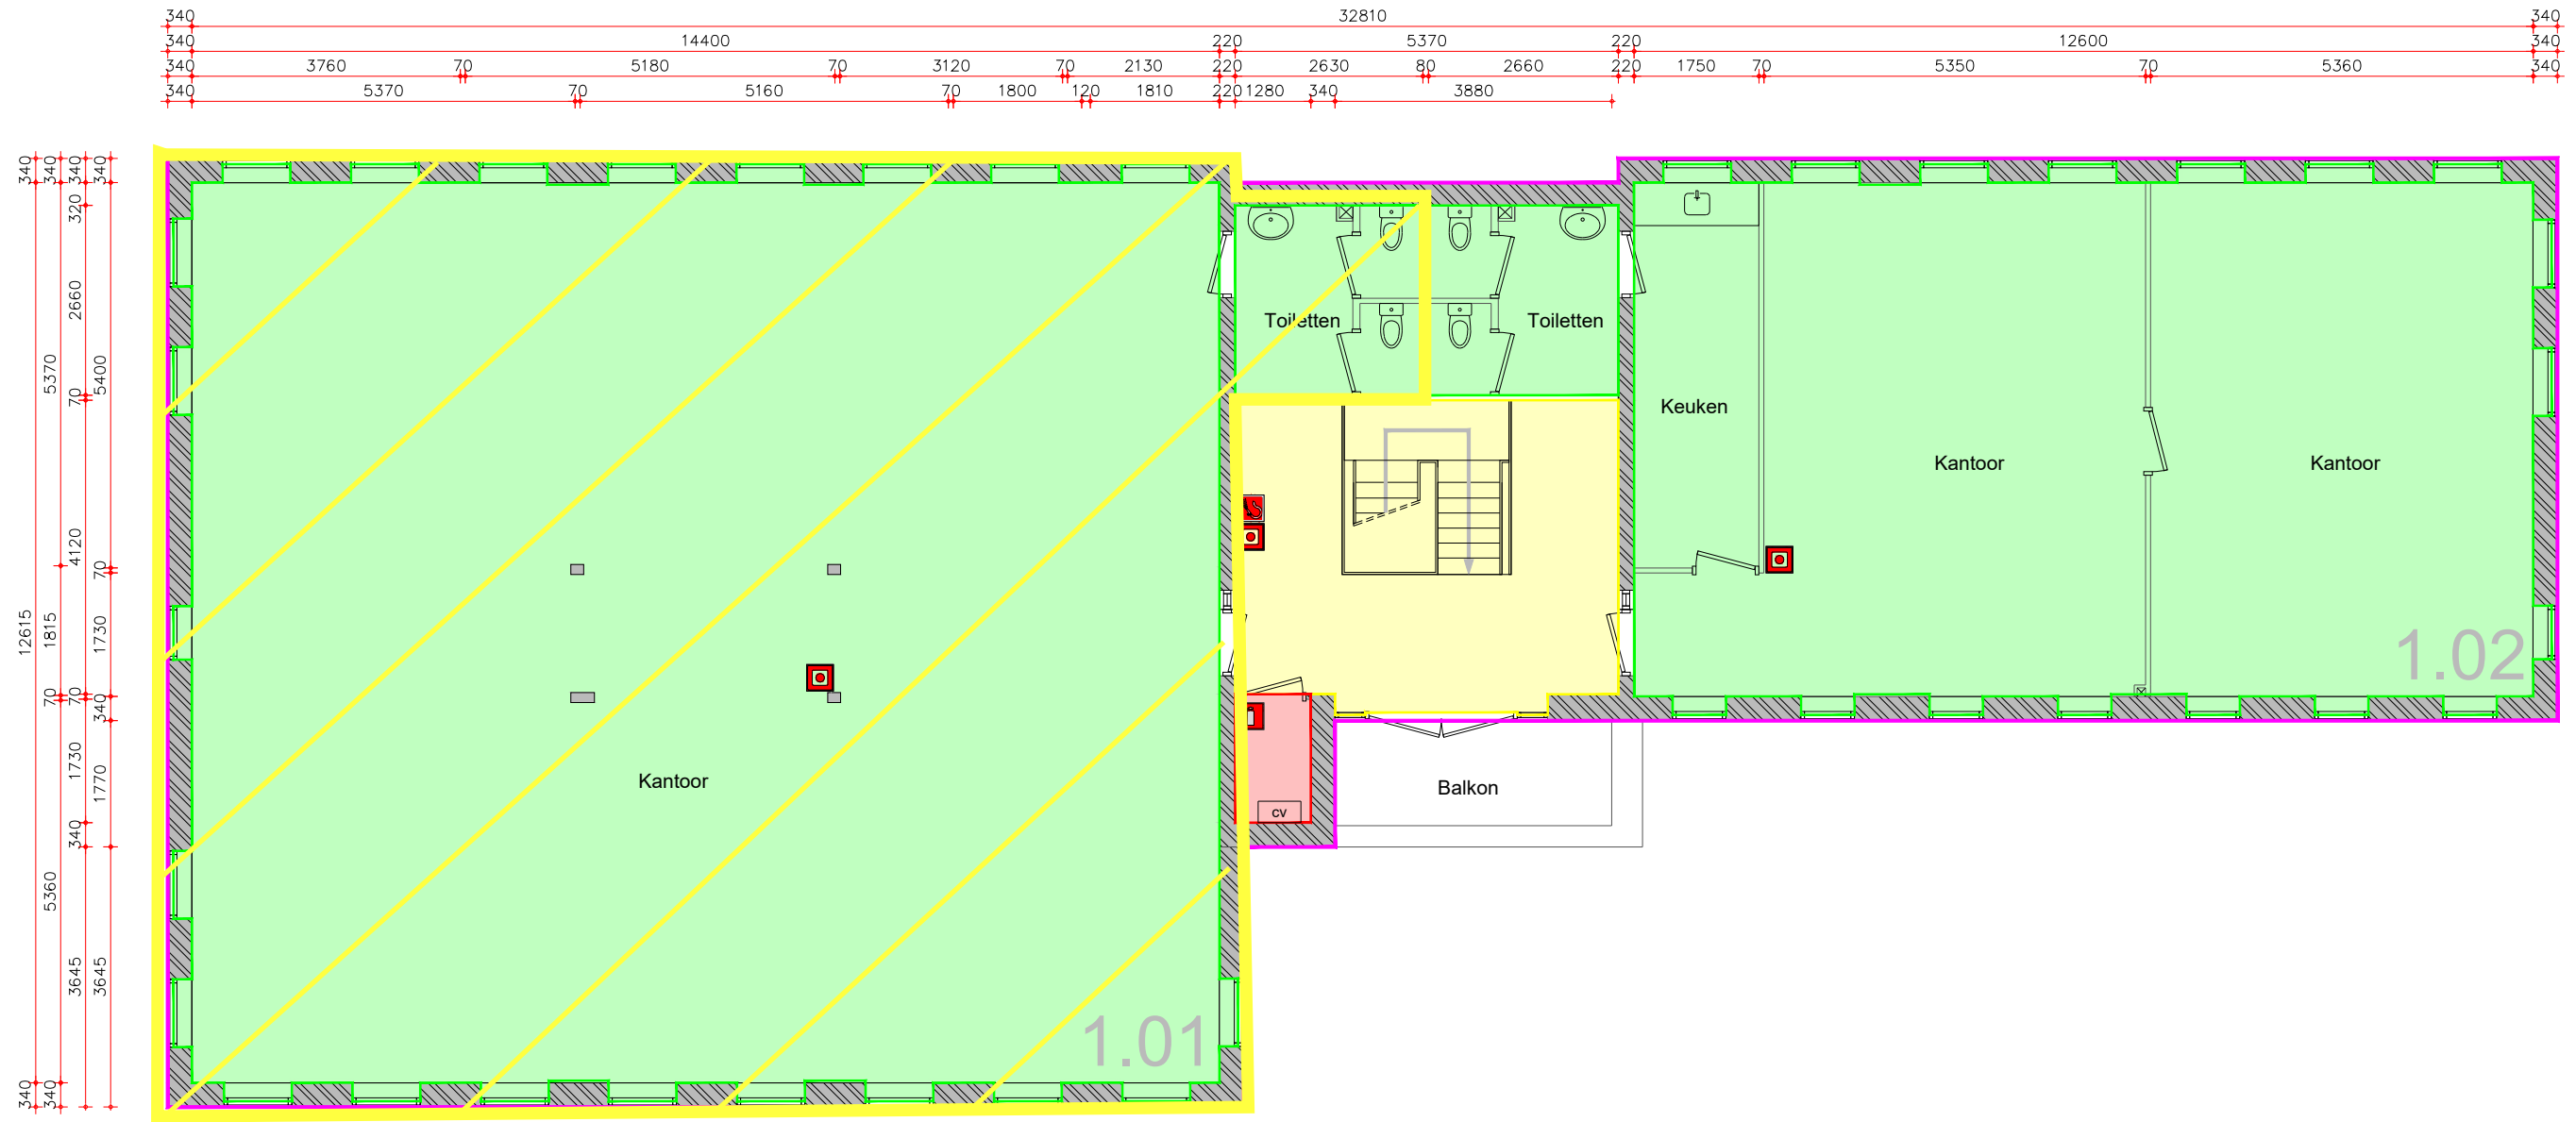 340 32810 340
340 14400 220 5370 220 12600 340
340 3760 70 5180 70 3120 70 2130 220 2630 80 2660 220 1750 70 5350 70 5360 340
340 5370 70 5160 70 1800 120 1810 220 1280 340 3880
340 12615 340
340 5370 1815 70 5360 340
340 320 2660 70 4120 70 1730 340 3645
340 5400 70 1730 340 1770 3645
Toiletten
Toiletten
Keuken
Kantoor
Kantoor
1.02
Kantoor
Balkon
cv
1.01